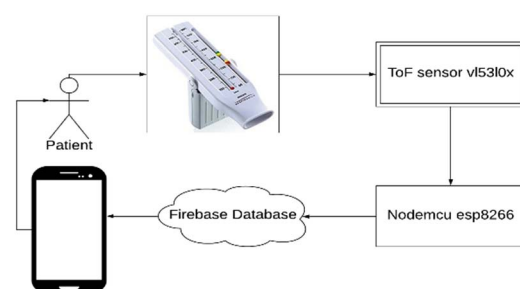 ToF sensor vl53l0x
Patient
Firebase Database
Nodemcu esp8266